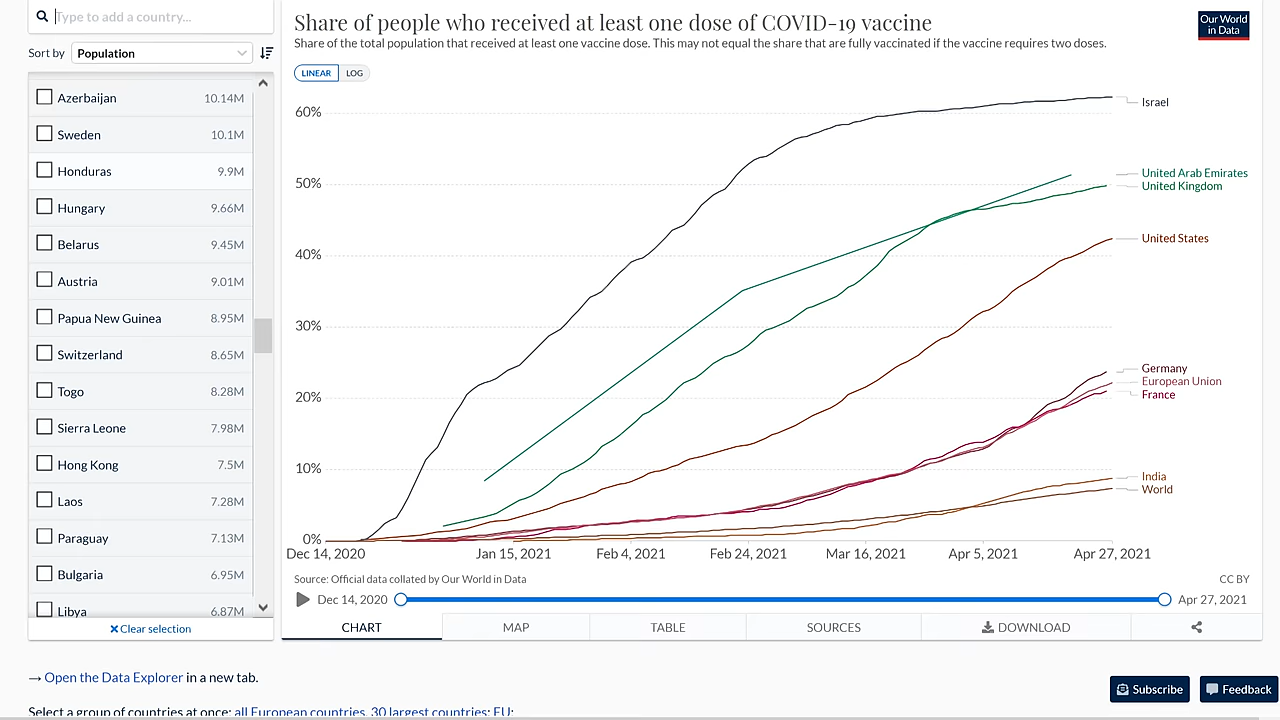 Type to add a country...
Sort by Population
Azerbaijan 10.14M
Sweden 10.1M
Honduras 9.9M
Hungary 9.66M
Belarus 9.45M
Austria 9.01M
Papua New Guinea 8.95M
Switzerland 8.65M
Togo 8.28M
Sierra Leone 7.98M
Hong Kong 7.5M
Laos 7.28M
Paraguay 7.13M
Bulgaria 6.95M
Libya 6.87M
×Clear selection
Share of people who received at least one dose of COVID-19 vaccine
Share of the total population that received at least one vaccine dose. This may not equal the share that are fully vaccinated if the vaccine requires two doses.
Our World
in Data
LINEAR LOG
60%
50%
40%
30%
20%
10%
0%
Israel
United Arab Emirates
United Kingdom
United States
Germany
European Union
France
India
World
Dec 14, 2020 Jan 15, 2021 Feb 4, 2021 Feb 24, 2021 Mar 16, 2021 Apr 5, 2021 Apr 27, 2021
Source: Official data collated by Our World in Data CC BY
Dec 14, 2020 Apr 27, 2021
CHART MAP TABLE SOURCES DOWNLOAD
→ Open the Data Explorer in a new tab.
Subscribe Feedback
Select a group of countries at once: all European countries, 30 largest countries; EU;